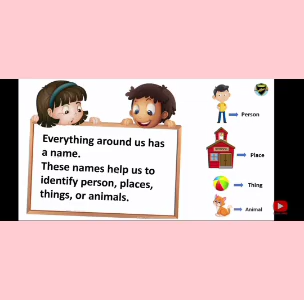 Everything around us has
a name.
These names help us to
identify person, places,
things, or animals.
Person
Place
Thing
Animal